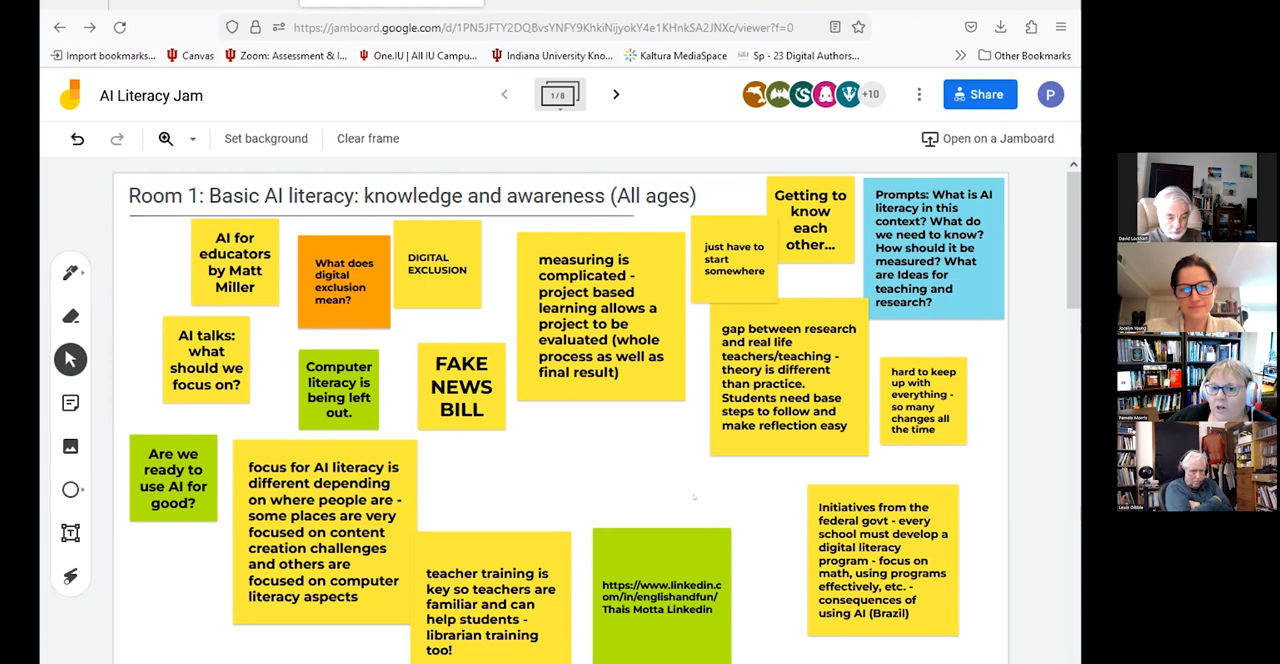 https://jamboard.google.com/d/1PN5JFTY2DQBvsYNFY9KhkiNijyokY4e1KHnkSA2JNXc/viewer?f=0
Import bookmarks...
Canvas
Zoom: Assessment & I...
One.IU | All IU Campu...
Indiana University Kno...
Kaltura MediaSpace
Sp - 23 Digital Authors...
Other Bookmarks
AI Literacy Jam
1/8
+10
Share
P
Set background
Clear frame
Open on a Jamboard
Room 1: Basic AI literacy: knowledge and awareness (All ages)
AI for
educators
by Matt
Miller
What does
digital
exclusion
mean?
DIGITAL
EXCLUSION
measuring is
complicated -
project based
learning allows a
project to be
evaluated (whole
process as well as
final result)
just have to
start
somewhere
Getting to
know
each
other...
Prompts: What is AI
literacy in this
context? What do
we need to know?
How should it be
measured? What
are Ideas for
teaching and
research?
AI talks:
what
should we
focus on?
Computer
literacy is
being left
out.
FAKE
NEWS
BILL
gap between research
and real life
teachers/teaching -
theory is different
than practice.
Students need base
steps to follow and
make reflection easy
hard to keep
up with
everything -
so many
changes all
the time
Are we
ready to
use AI for
good?
focus for AI literacy is
different depending
on where people are -
some places are very
focused on content
creation challenges
and others are
focused on computer
literacy aspects
teacher training is
key so teachers are
familiar and can
help students -
librarian training
too!
https://www.linkedin.c
om/in/englishandfun/
Thais Motta Linkedin
Initiatives from the
federal govt - every
school must develop a
digital literacy
program - focus on
math, using programs
effectively, etc. -
consequences of
using AI (Brazil)
David Lockhart
Jocelyn Young
Pamela Morris
Lewis Dibble